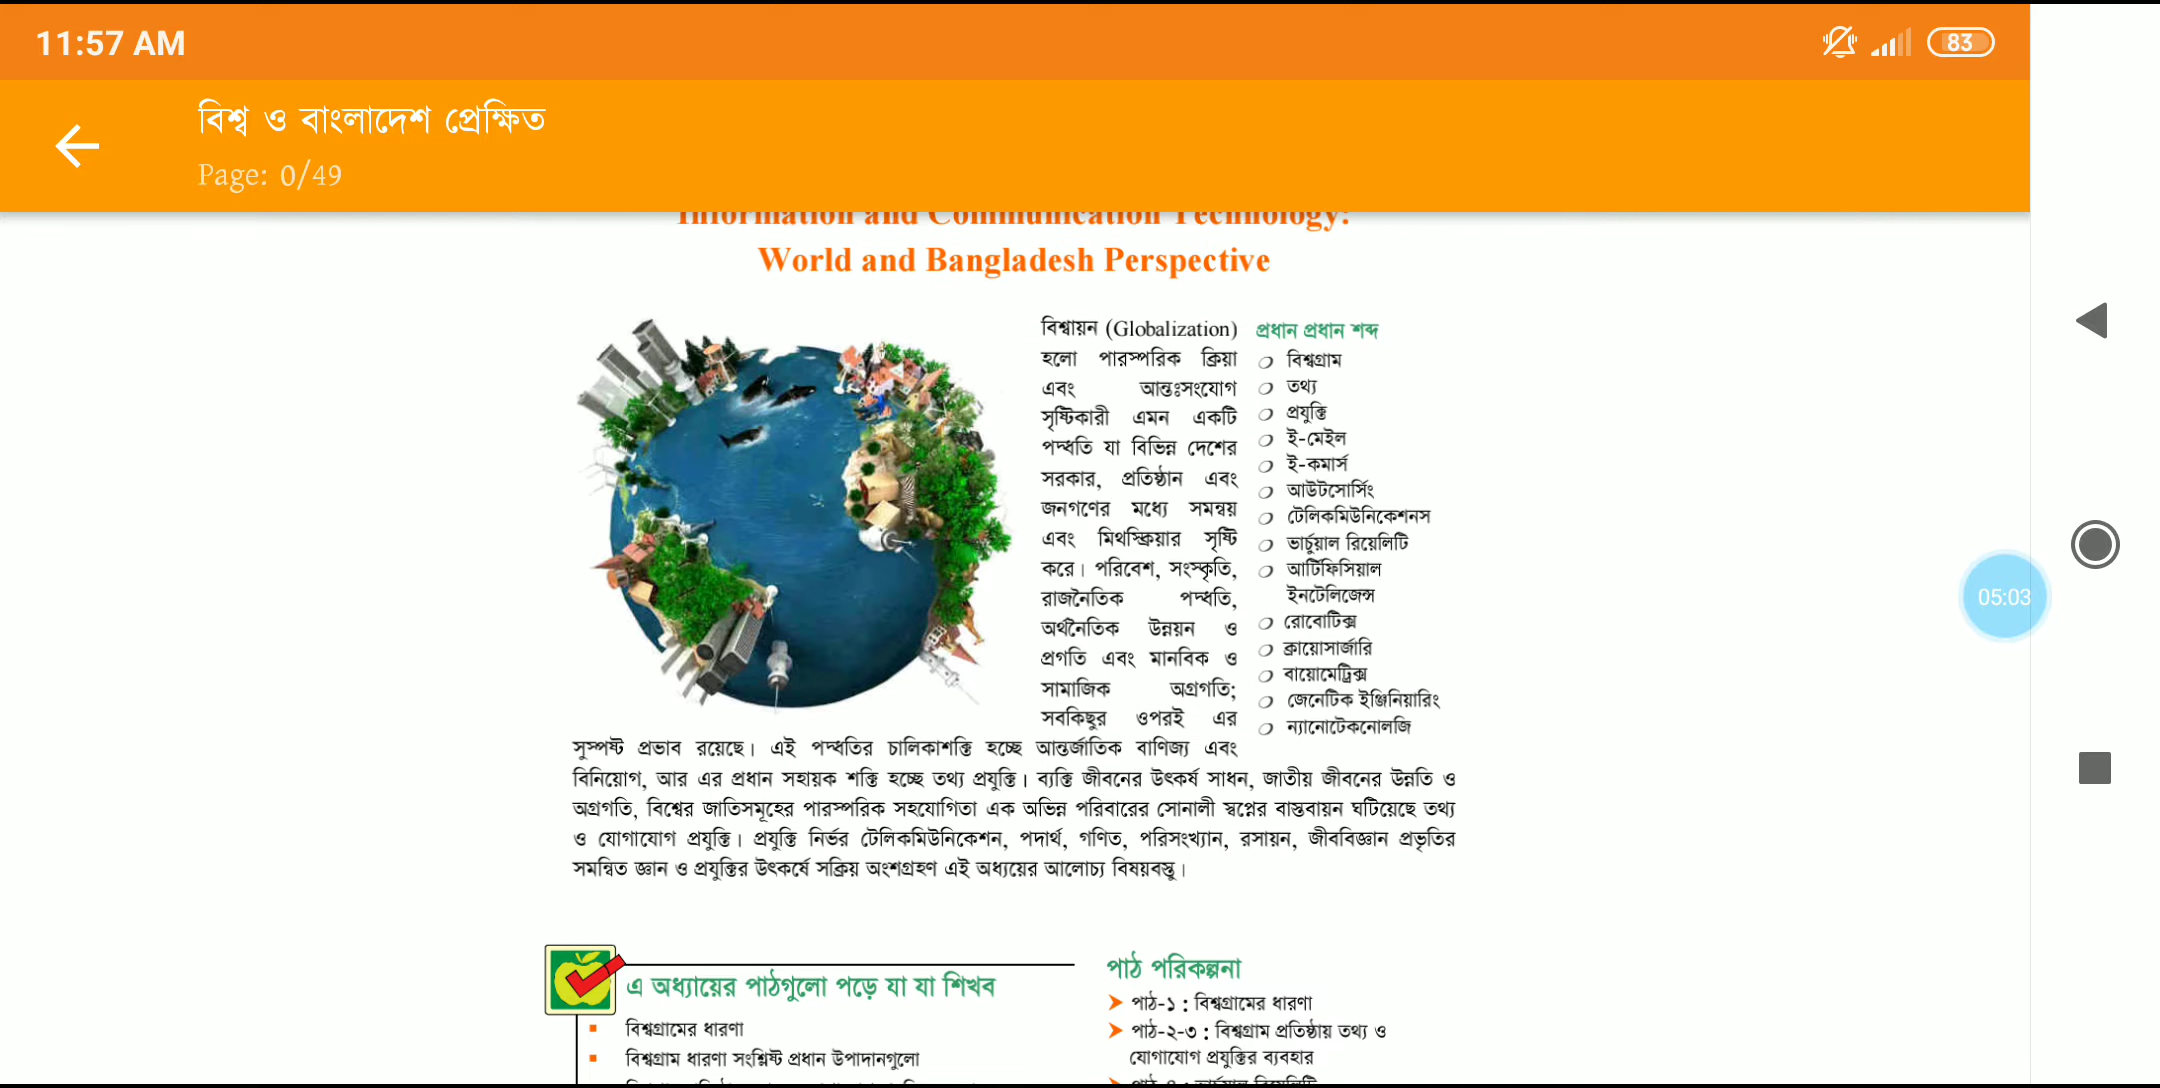 11:57 AM
83
বিশ্ব ও বাংলাদেশ প্রেক্ষিত
Page: 0/49
Information and Communication Technology:
World and Bangladesh Perspective
বিশ্বায়ন (Globalization)
হলো পারস্পরিক ক্রিয়া
এবং আন্তঃসংযোগ
সৃষ্টিকারী এমন একটি
পদ্ধতি যা বিভিন্ন দেশের
সরকার, প্রতিষ্ঠান এবং
জনগণের মধ্যে সমন্বয়
এবং মিথস্ক্রিয়ার সৃষ্টি
করে। পরিবেশ, সংস্কৃতি,
রাজনৈতিক পদ্ধতি,
অর্থনৈতিক উন্নয়ন ও
প্রগতি এবং মানবিক ও
সামাজিক অগ্রগতি;
সবকিছুর ওপরই এর
সুস্পষ্ট প্রভাব রয়েছে। এই পদ্ধতির চালিকাশক্তি হচ্ছে আন্তর্জাতিক বাণিজ্য এবং
বিনিয়োগ, আর এর প্রধান সহায়ক শক্তি হচ্ছে তথ্য প্রযুক্তি। ব্যক্তি জীবনের উৎকর্ষ সাধন, জাতীয় জীবনের উন্নতি ও
অগ্রগতি, বিশ্বের জাতিসমূহের পারস্পরিক সহযোগিতা এক অভিন্ন পরিবারের সোনালী স্বপ্নের বাস্তবায়ন ঘটিয়েছে তথ্য
ও যোগাযোগ প্রযুক্তি। প্রযুক্তি নির্ভর টেলিকমিউনিকেশন, পদার্থ, গণিত, পরিসংখ্যান, রসায়ন, জীববিজ্ঞান প্রভৃতির
সমন্বিত জ্ঞান ও প্রযুক্তির উৎকর্ষে সক্রিয় অংশগ্রহণ এই অধ্যয়ের আলোচ্য বিষয়বস্তু।
প্রধান প্রধান শব্দ
বিশ্বগ্রাম
তথ্য
প্রযুক্তি
ই-মেইল
ই-কমার্স
আউটসোর্সিং
টেলিকমিউনিকেশনস
ভার্চুয়াল রিয়েলিটি
আর্টিফিসিয়াল
ইনটেলিজেন্স
রোবোটিক্স
ক্রায়োসার্জারি
বায়োমেট্রিক্স
জেনেটিক ইঞ্জিনিয়ারিং
ন্যানোটেকনোলজি
05:03
এ অধ্যায়ের পাঠগুলো পড়ে যা যা শিখব
বিশ্বগ্রামের ধারণা
বিশ্বগ্রাম ধারণা সংশ্লিষ্ট প্রধান উপাদানগুলো
পাঠ পরিকল্পনা
পাঠ-১ : বিশ্বগ্রামের ধারণা
পাঠ-২-৩ : বিশ্বগ্রাম প্রতিষ্ঠায় তথ্য ও
যোগাযোগ প্রযুক্তির ব্যবহার
পাঠ-৪ : ভার্চুয়াল রিয়েলিটি